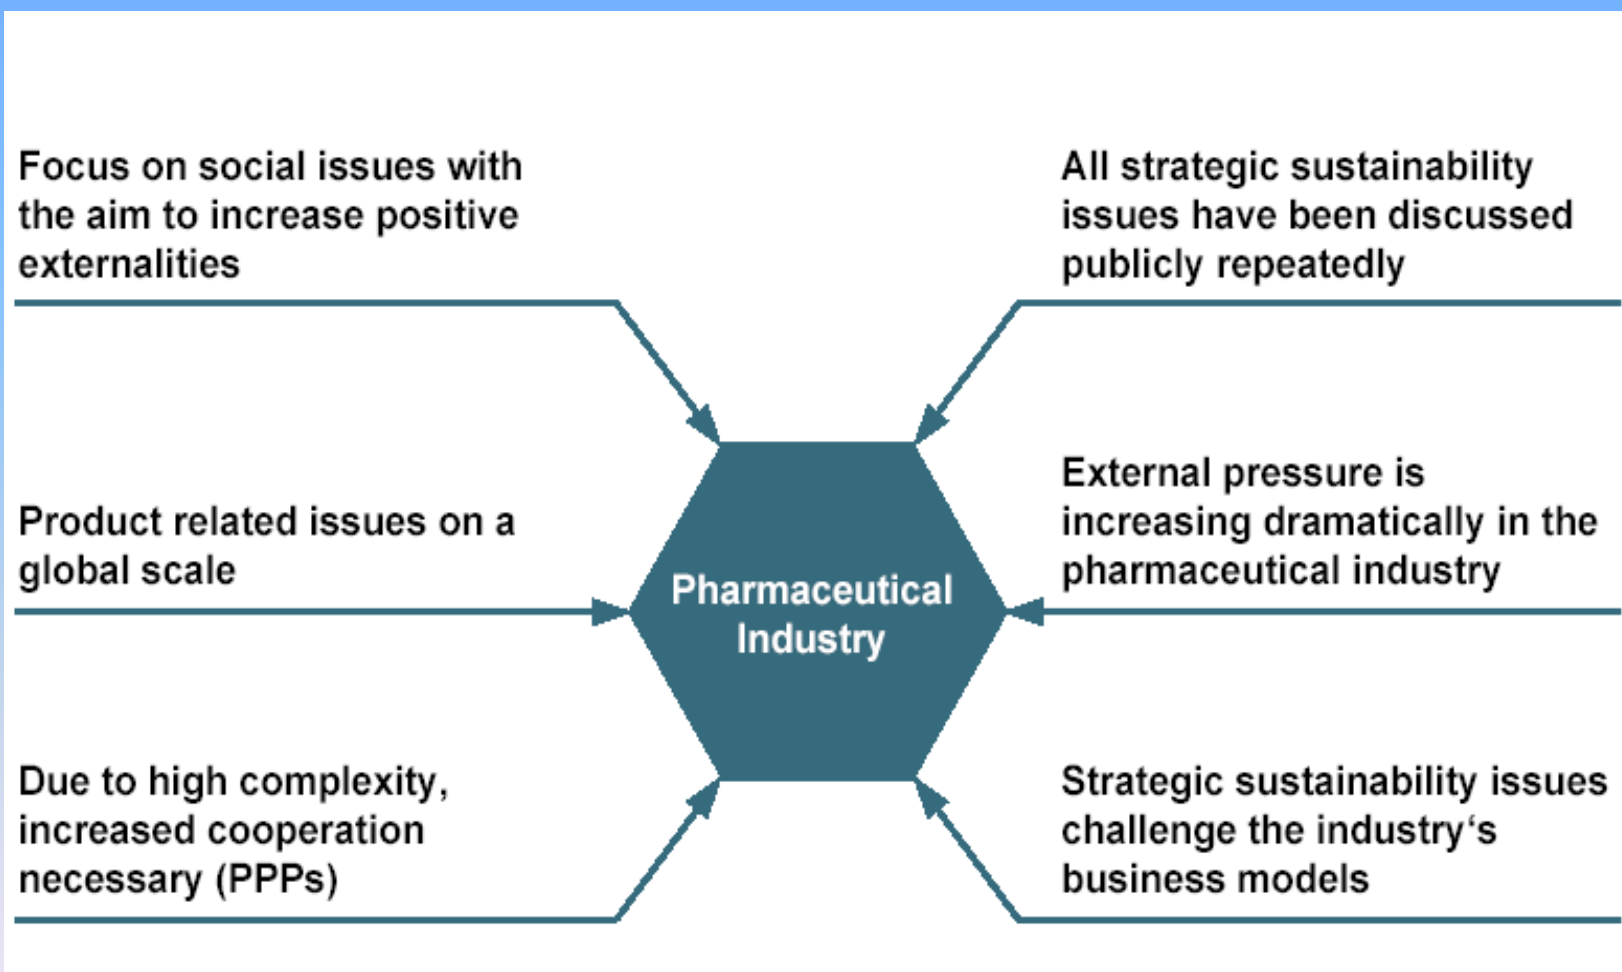 Focus on social issues with
the aim to increase positive
externalities
All strategic sustainability
issues have been discussed
publicly repeatedly
Product related issues on a
global scale
External pressure is
increasing dramatically in the
pharmaceutical industry
Pharmaceutical
Industry
Due to high complexity,
increased cooperation
necessary (PPPs)
Strategic sustainability issues
challenge the industry‘s
business models